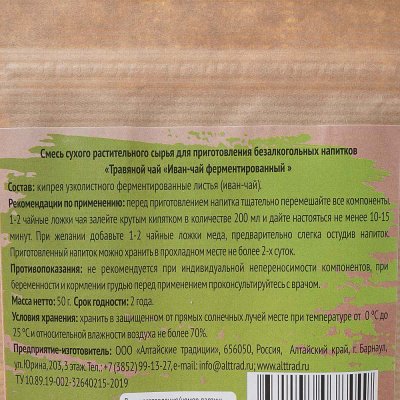 Смесь сухого растительного сырья для приготовления безалкогольных напитков
«Травяной чай «Иван-чай ферментированный »
Состав: кипрея узколистного ферментированные листья (иван-чай).
Рекомендации по применению: перед приготовлением напитка тщательно перемешайте все компоненты.
1-2 чайные ложки чая залейте крутым кипятком в количестве 200 мл и дайте настояться не менее 10-15
минут. При желании добавьте 1-2 чайные ложки меда, предварительно слегка остудив напиток.
Приготовленный напиток можно хранить в прохладном месте не более 2-х суток.
Противопоказания: не рекомендуется при индивидуальной непереносимости компонентов, при
беременности и кормлении грудью перед применением проконсультируйтесь с врачом.
Масса нетто: 50 г. Срок годности: 2 года.
Условия хранения: хранить в защищенном от прямых солнечных лучей месте при температуре от 0 °С до
25 °С и относительной влажности воздуха не более 70%.
Предприятие-изготовитель: ООО «Алтайские традиции», 656050, Россия, Алтайский край, г. Барнаул,
ул. Юрина, 203, 3 этаж. Тел.: +7 (3852) 99-13-27, e-mail: info@alttrad.ru, www.alttrad.ru
ТУ 10.89.19-002-32640215-2019